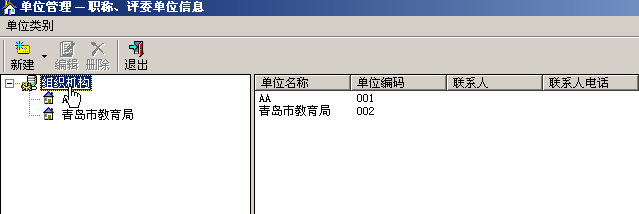 单位管理 — 职称、评委单位信息
单位类别
新建 编辑 删除 退出
组织机构
A
青岛市教育局
单位名称 单位编码 联系人 联系人电话
AA 001
青岛市教育局 002